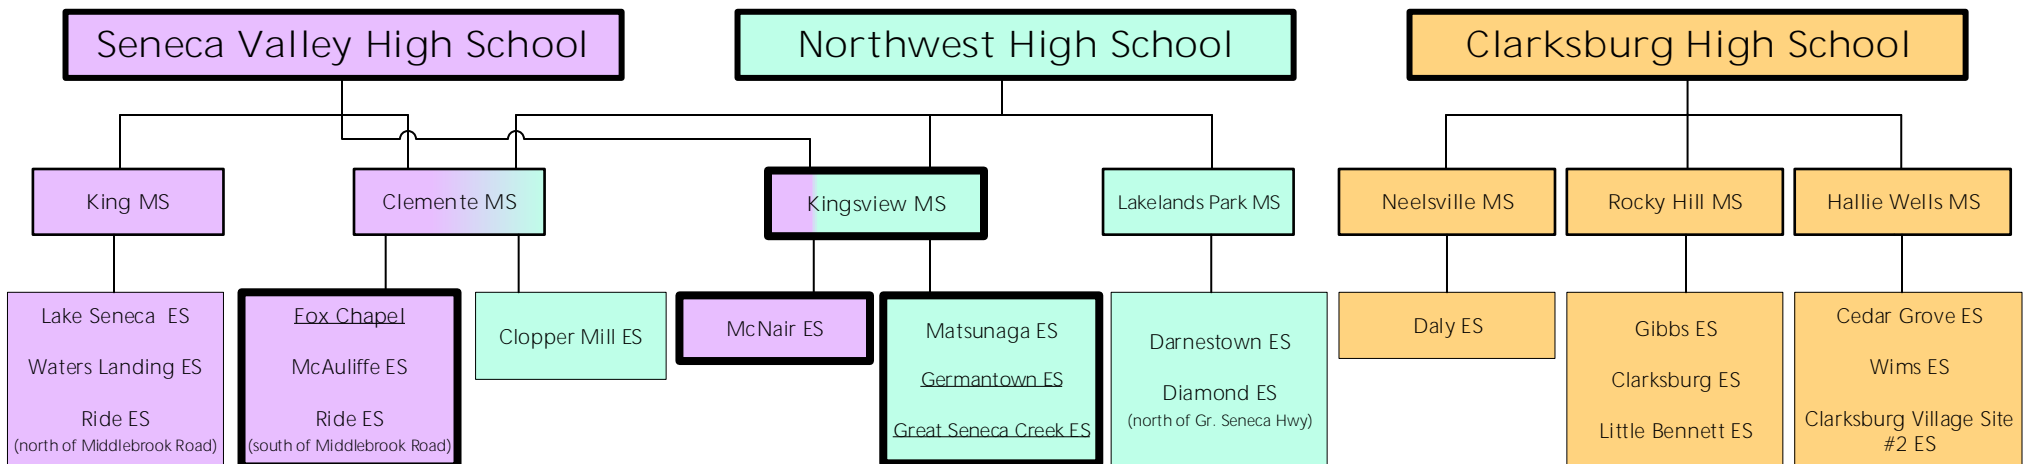 Seneca Valley High School
Northwest High School
Clarksburg High School
King MS
Clemente MS
Kingsview MS
Lakelands Park MS
Neelsville MS
Rocky Hill MS
Hallie Wells MS
Lake Seneca ES
Waters Landing ES
Ride ES
(north of Middlebrook Road)
Fox Chapel
McAuliffe ES
Ride ES
(south of Middlebrook Road)
Clopper Mill ES
McNair ES
Matsunaga ES
Germantown ES
Great Seneca Creek ES
Darnestown ES
Diamond ES
(north of Gr. Seneca Hwy)
Daly ES
Gibbs ES
Clarksburg ES
Little Bennett ES
Cedar Grove ES
Wims ES
Clarksburg Village Site
#2 ES